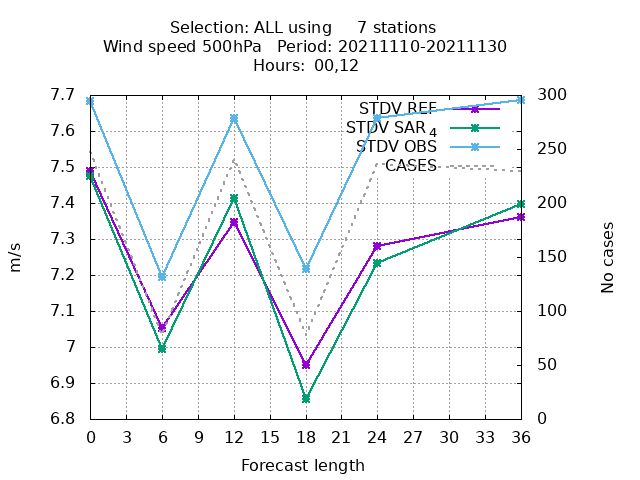 Selection: ALL using 7 stations
Wind speed 500hPa Period: 20211110-20211130
Hours: 00,12
STDV REF
STDV SAR4
STDV OBS
CASES
7.7
7.6
7.5
7.4
7.3
7.2
7.1
7
6.9
6.8
m/s
300
250
200
150
100
50
0
No cases
0 3 6 9 12 15 18 21 24 27 30 33 36
Forecast length